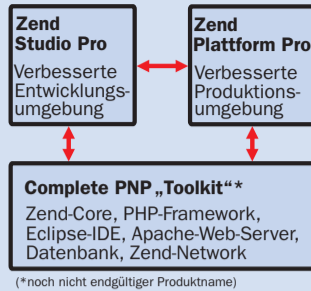 Zend
Studio Pro
Verbesserte
Entwicklungs-
umgebung
Zend
Plattform Pro
Verbesserte
Produktions-
umgebung
Complete PNP „Toolkit“*
Zend-Core, PHP-Framework,
Eclipse-IDE, Apache-Web-Server,
Datenbank, Zend-Network
(*noch nicht endgültiger Produktname)